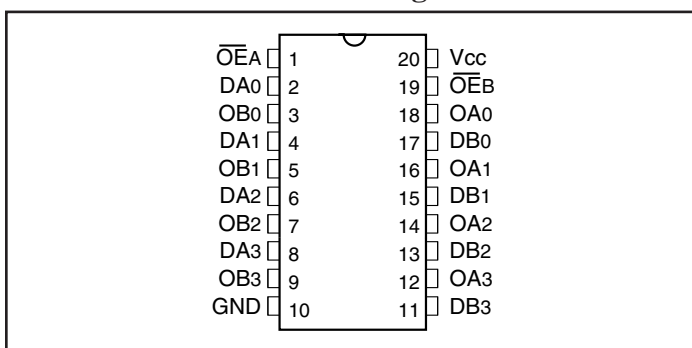 OEA 1 20 Vcc
DA0 2 19 OEB
OB0 3 18 OA0
DA1 4 17 DB0
OB1 5 16 OA1
DA2 6 15 DB1
OB2 7 14 OA2
DA3 8 13 DB2
OB3 9 12 OA3
GND 10 11 DB3